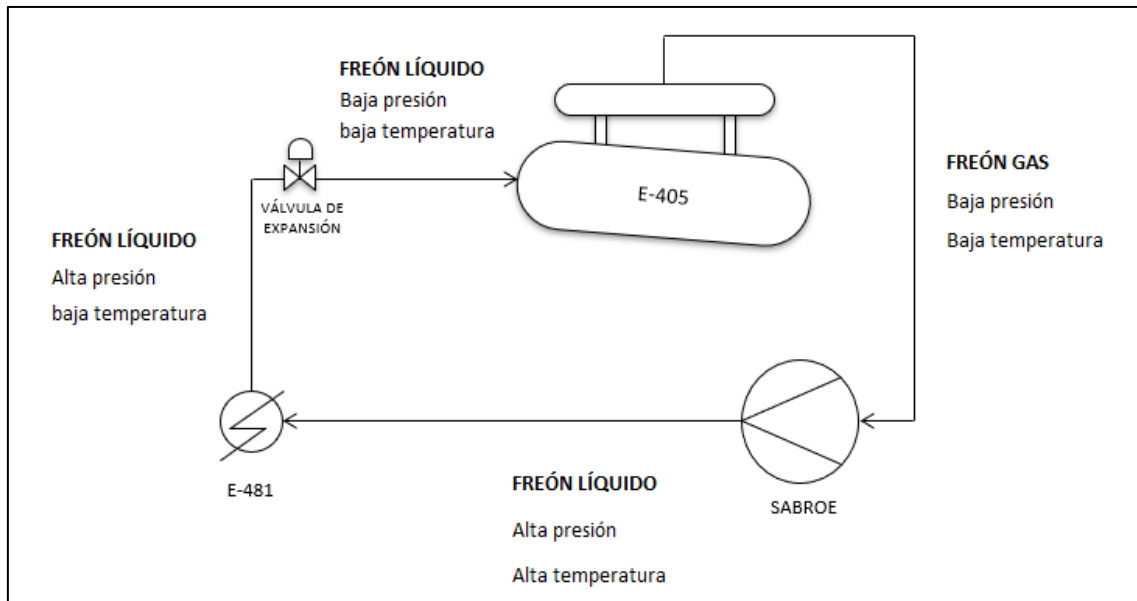 FREÓN LÍQUIDO
Baja presión
baja temperatura
E-405
FREÓN GAS
Baja presión
Baja temperatura
VÁLVULA DE
EXPANSIÓN
FREÓN LÍQUIDO
Alta presión
baja temperatura
E-481
SABROE
FREÓN LÍQUIDO
Alta presión
Alta temperatura